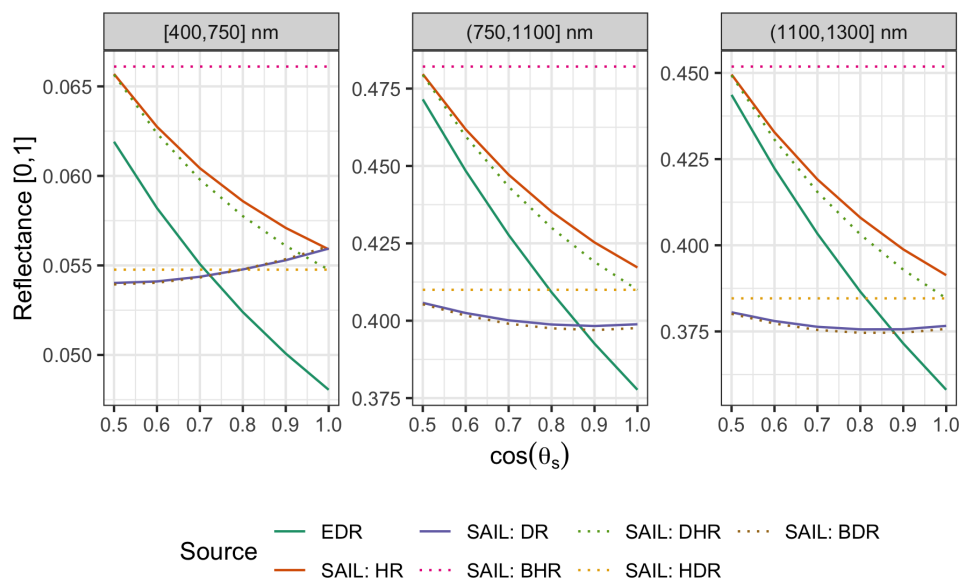 [400,750] nm (750,1100] nm (1100,1300] nm
0.065 0.060 0.055 0.050
0.475 0.450 0.425 0.400 0.375
0.450 0.425 0.400 0.375
Reflectance [0,1]
0.5 0.6 0.7 0.8 0.9 1.0 0.5 0.6 0.7 0.8 0.9 1.0 0.5 0.6 0.7 0.8 0.9 1.0
cos(θs)
Source
EDR SAIL: DR SAIL: DHR SAIL: BDR
SAIL: HR SAIL: BHR SAIL: HDR